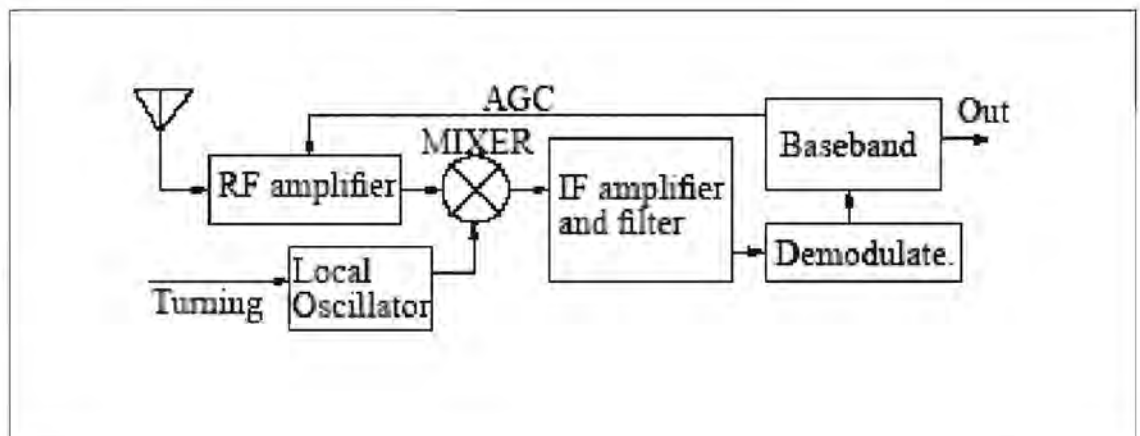 AGC
MIXER
RF amplifier
IF amplifier
and filter
Baseband
Out
Demodulate.
Local
Oscillator
Turning